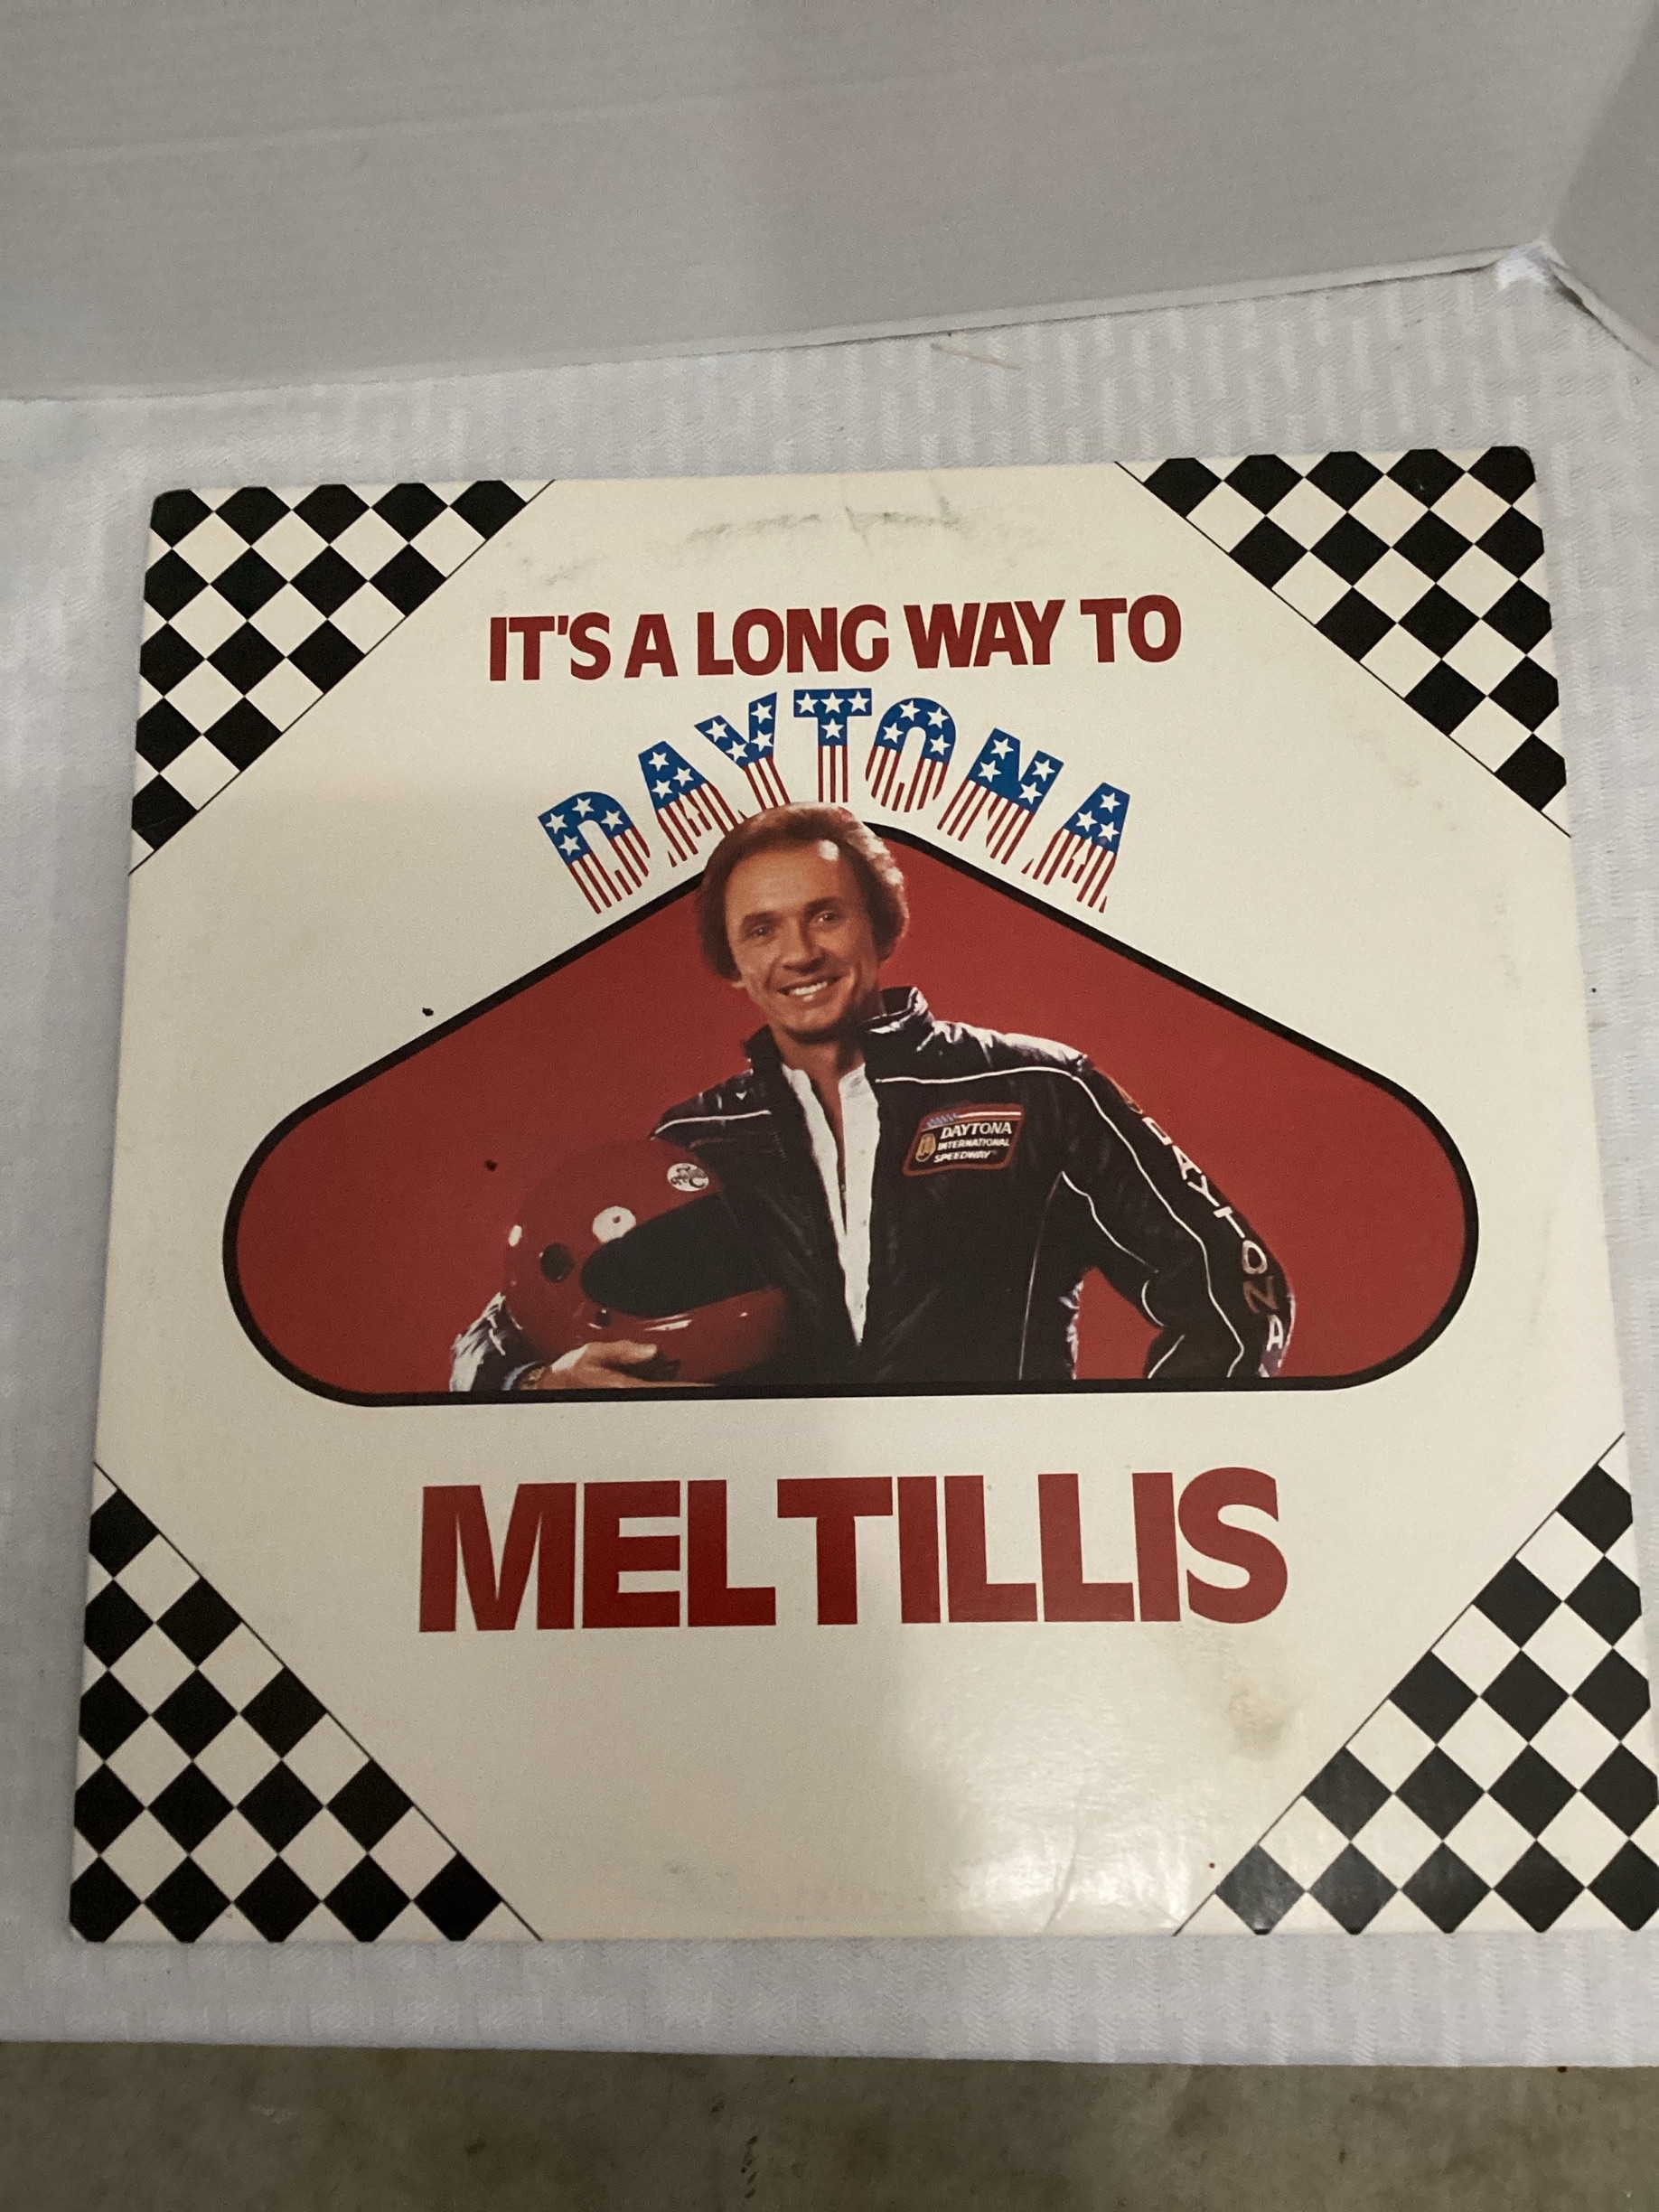 IT'S A LONG WAY TO
DAYTONA
DAYTONA
INTERNATIONAL
SPEEDWAY
DAYTONA
MEL TILLIS